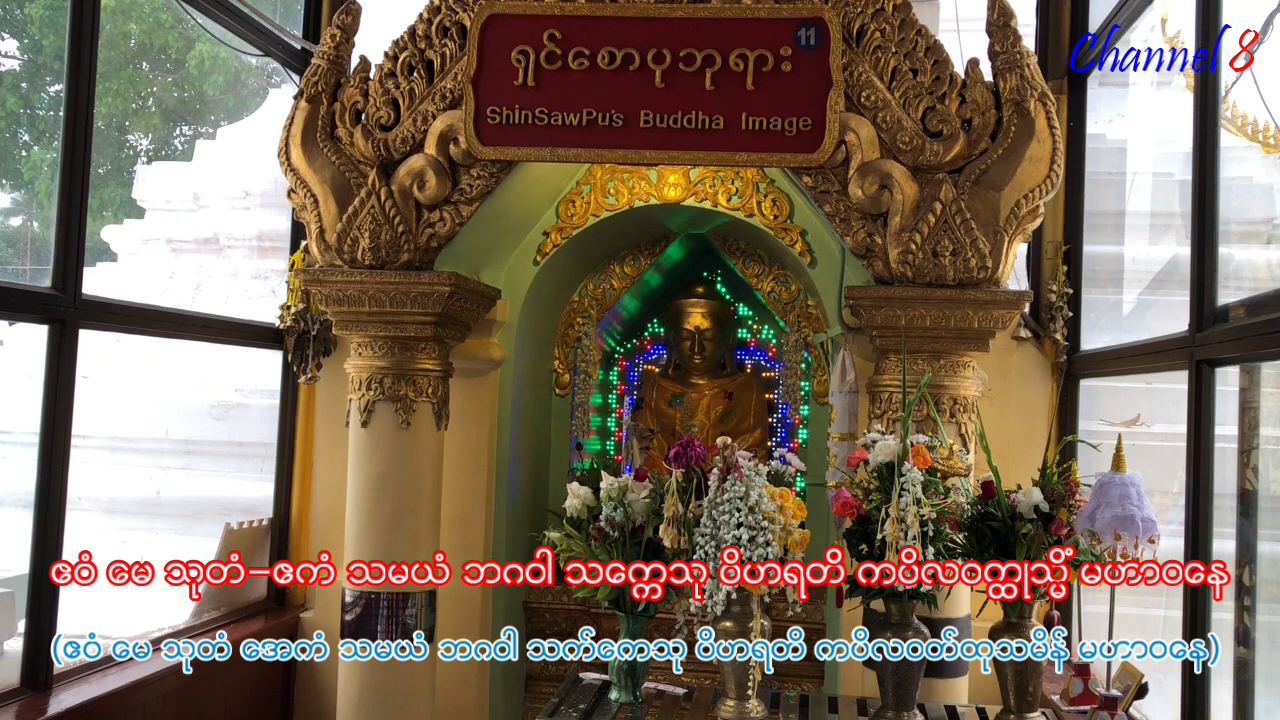 11
ရှင်စောပုဘုရား
ShinSawPu's Buddha Image
Channel 8
ဧဝံ မေ သုတံ-ဧကံ သမယံ ဘဂဝါ သက္ကေသု ဝိဟရတိ ကပိလဝတ္ထုသ္မိံ မဟာဝနေ
(ဧဝံ မေ သုတံ အေကံ သမယံ ဘဂဝါ သက်ကေသု ဝိဟရတိ ကပိလဝတ်ထုသမိန် မဟာဝနေ)